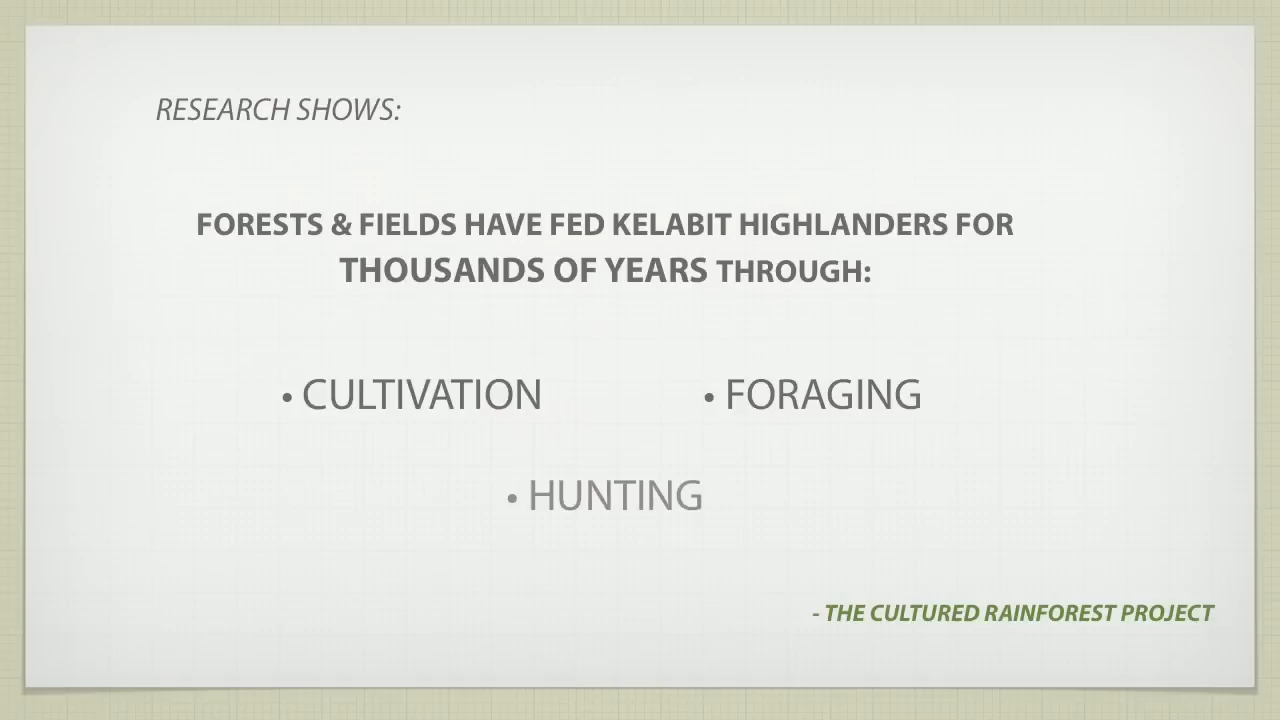 RESEARCH SHOWS:
FORESTS & FIELDS HAVE FED KELABIT HIGHLANDERS FOR
THOUSANDS OF YEARS THROUGH:
• CULTIVATION • FORAGING
• HUNTING
- THE CULTURED RAINFOREST PROJECT